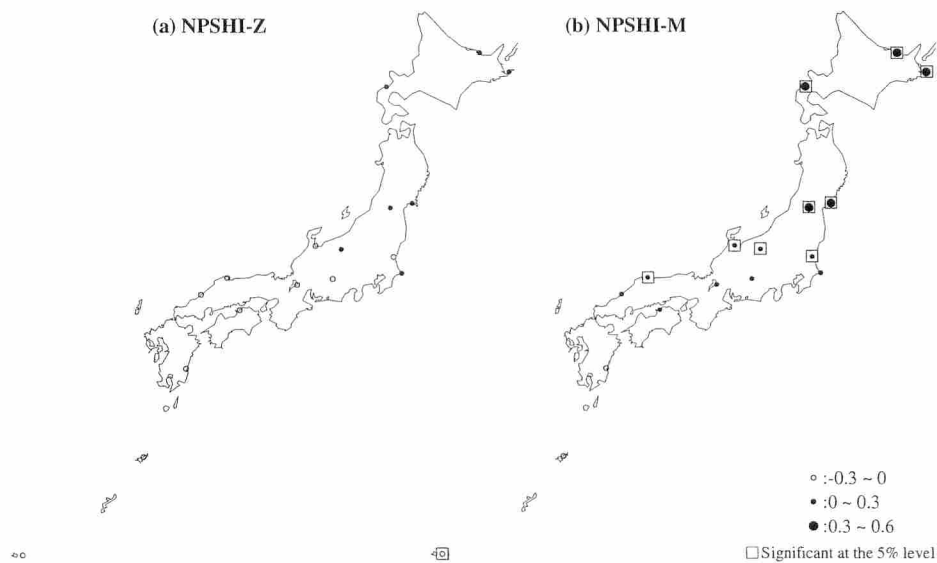 (a) NPSHI-Z
(b) NPSHI-M
:-0.3 ~ 0
:0 ~ 0.3
:0.3 ~ 0.6
Significant at the 5% level